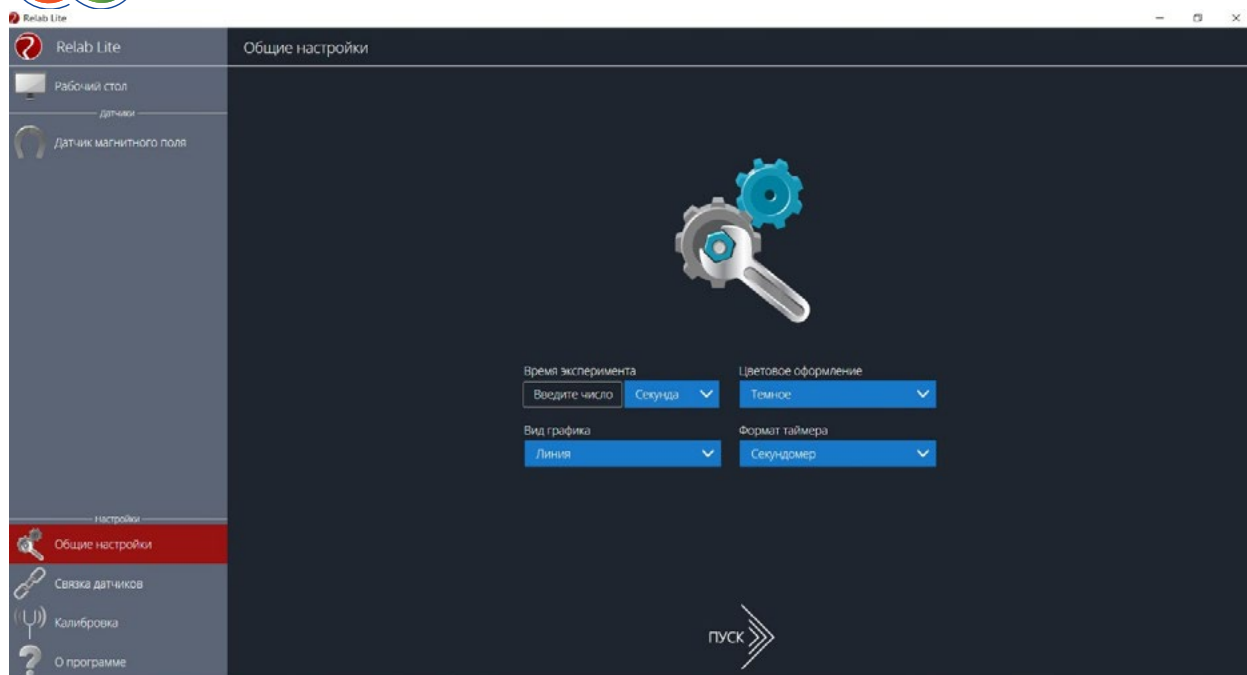 Relab Lite
Relab Lite
Общие настройки
Рабочий стол
Датчики
Датчик магнитного поля
Время эксперимента
Цветовое оформление
Введите число
Секунда
Темное
Вид графика
Формат таймера
Линия
Секундомер
Настройки
Общие настройки
Связка датчиков
Калибровка
О программе
ПУСК